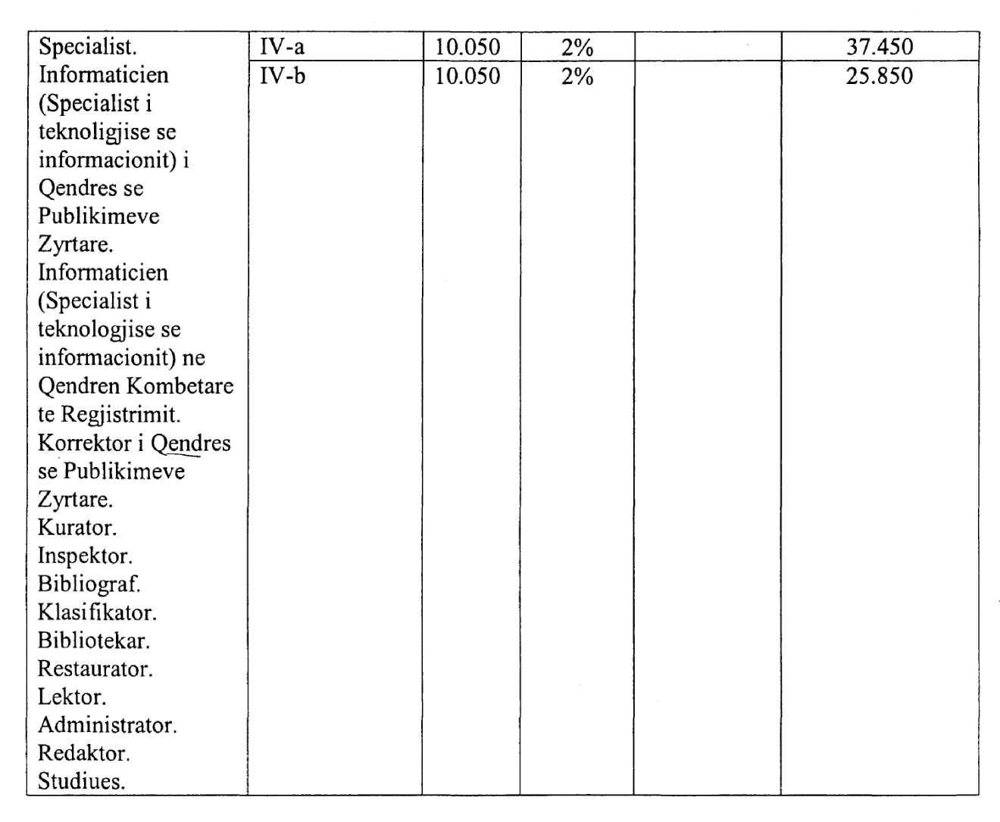 Specialist. IV-a 10.050 2% 37.450
Informaticien IV-b 10.050 2% 25.850
(Specialist i
teknoligjise se
informacionit) i
Qendres se
Publikimeve
Zyrtare.
Informaticien
(Specialist i
teknologjise se
informacionit) ne
Qendren Kombetare
te Regjistrimit.
Korrektor i Qendres
se Publikimeve
Zyrtare.
Kurator.
Inspektor.
Bibliograf.
Klasifikator.
Bibliotekar.
Restaurator.
Lektor.
Administrator.
Redaktor.
Studiues.